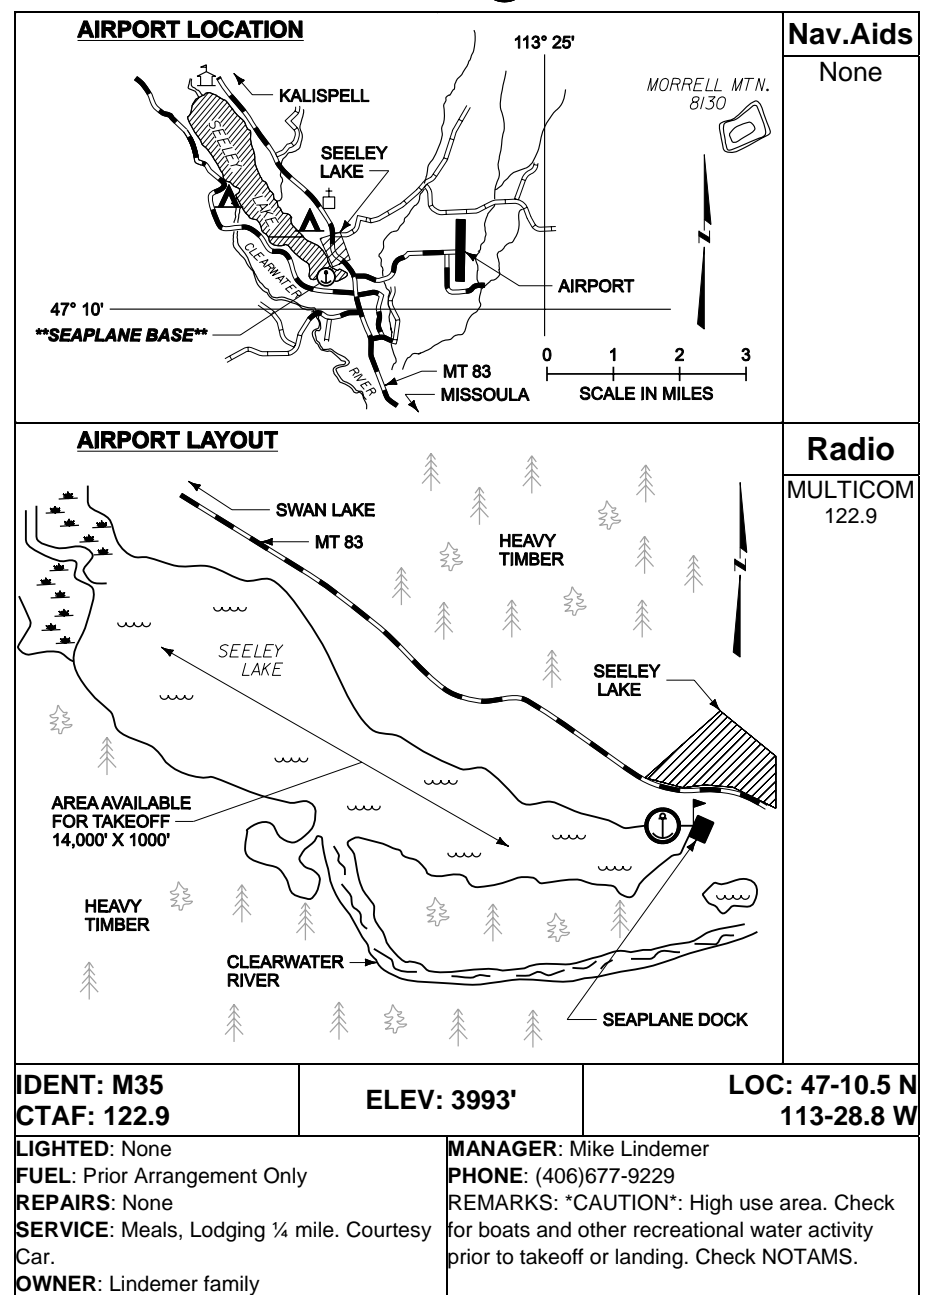 AIRPORT LOCATION
113° 25'
Nav.Aids
None
MORRELL MTN.
8130
KALISPELL
SEELEY
LAKE
SEELEY
LAKE
CLEARWATER
AIRPORT
47° 10'
**SEAPLANE BASE**
RIVER
MT 83
MISSOULA
N
0 1 2 3
SCALE IN MILES
AIRPORT LAYOUT
Radio
MULTICOM
122.9
SWAN LAKE
MT 83
HEAVY
TIMBER
N
SEELEY
LAKE
SEELEY
LAKE
AREA AVAILABLE
FOR TAKEOFF
14,000' X 1000'
HEAVY
TIMBER
CLEARWATER
RIVER
SEAPLANE DOCK
IDENT: M35
CTAF: 122.9
ELEV: 3993'
LOC: 47-10.5 N
113-28.8 W
LIGHTED: None
FUEL: Prior Arrangement Only
REPAIRS: None
SERVICE: Meals, Lodging ¼ mile. Courtesy
Car.
OWNER: Lindemer family
MANAGER: Mike Lindemer
PHONE: (406)677-9229
REMARKS: *CAUTION*: High use area. Check
for boats and other recreational water activity
prior to takeoff or landing. Check NOTAMS.